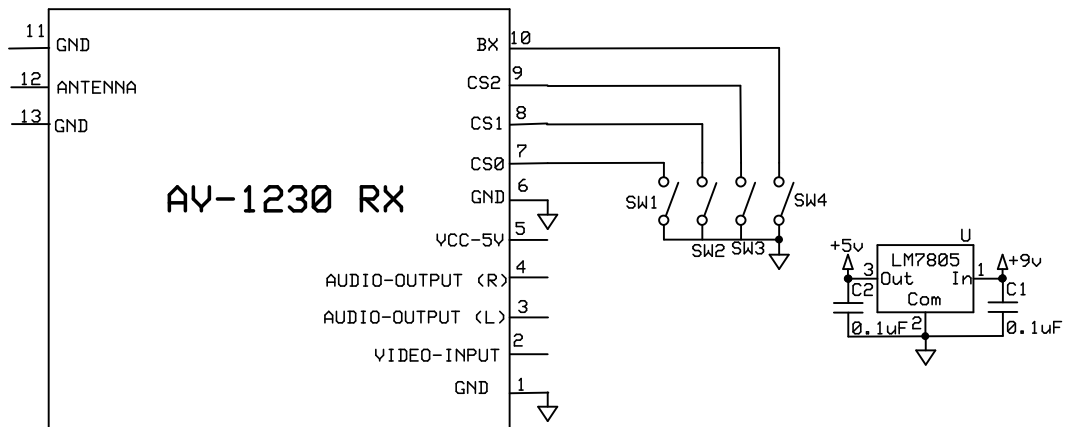 11
GND
12
ANTENNA
13
GND
AV-1230 RX
BX 10
CS2 9
CS1 8
CS0 7
GND 6
VCC-5V 5
AUDIO-OUTPUT (R) 4
AUDIO-OUTPUT (L) 3
VIDEO-INPUT 2
GND 1
SW1
SW2
SW3
SW4
U
+5v
LM7805
+9v
3
Out
In
1
C2
Com
C1
0.1uF
2
0.1uF